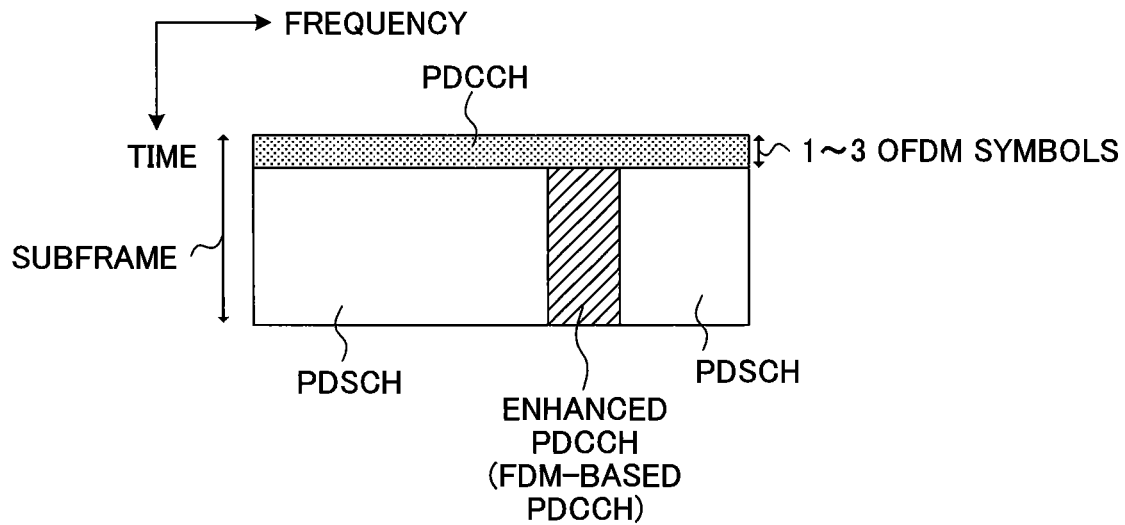 FREQUENCY
PDCCH
TIME
1～3 OFDM SYMBOLS
SUBFRAME
PDSCH
PDSCH
ENHANCED
PDCCH
(FDM-BASED
PDCCH)